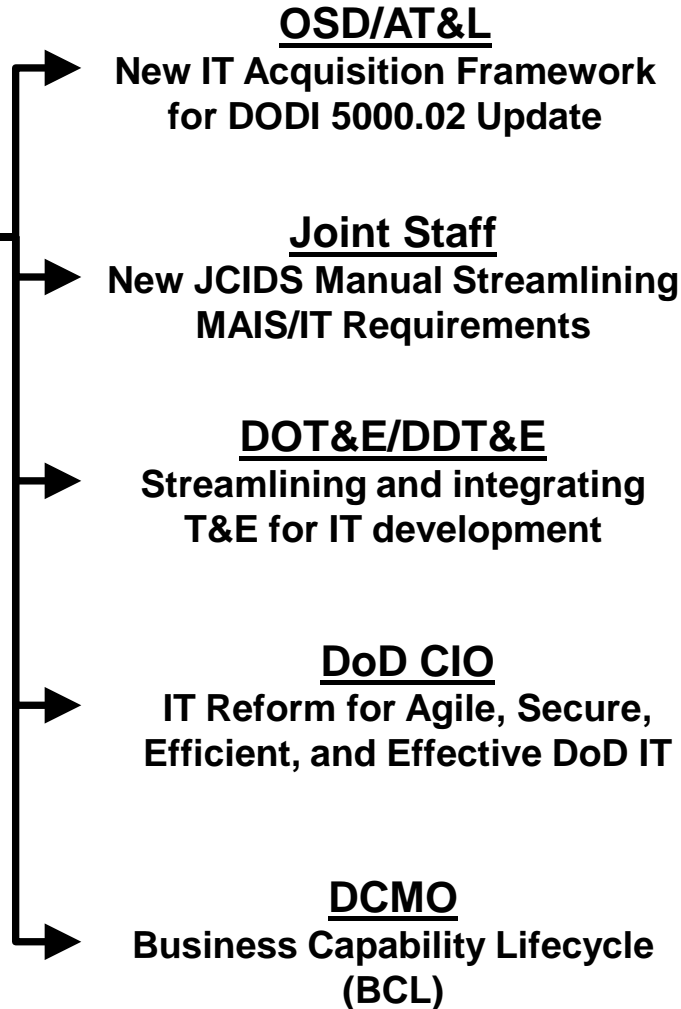 OSD/AT&L
New IT Acquisition Framework
for DODI 5000.02 Update
Joint Staff
New JCIDS Manual Streamlining
MAIS/IT Requirements
DOT&E/DDT&E
Streamlining and integrating
T&E for IT development
DoD CIO
IT Reform for Agile, Secure,
Efficient, and Effective DoD IT
DCMO
Business Capability Lifecycle
(BCL)